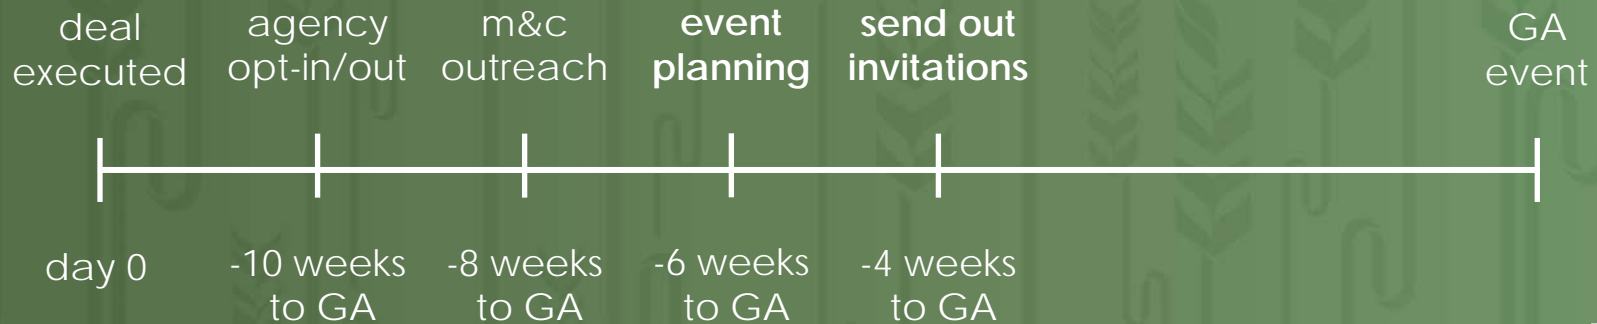 deal
executed
agency
opt-in/out
m&c
outreach
event
planning
send out
invitations
GA
event
day 0
-10 weeks
to GA
-8 weeks
to GA
-6 weeks
to GA
-4 weeks
to GA